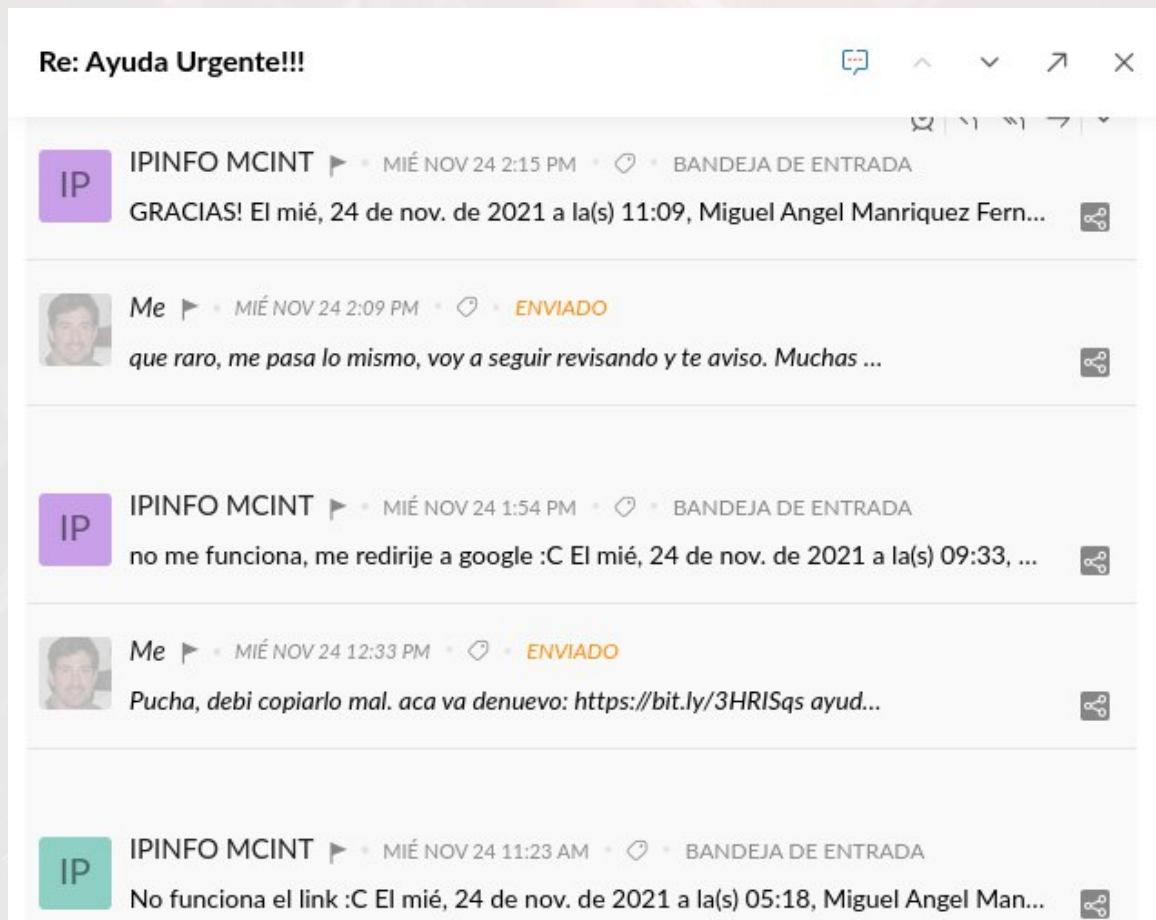 Re: Ayuda Urgente!!!
IP
IPINFO MCINT MIÉ NOV 24 2:15 PM BANDEJA DE ENTRADA
GRACIAS! El mié, 24 de nov. de 2021 a la(s) 11:09, Miguel Angel Manriquez Fern...
Me MIÉ NOV 24 2:09 PM ENVIADO
que raro, me pasa lo mismo, voy a seguir revisando y te aviso. Muchas ...
IP
IPINFO MCINT MIÉ NOV 24 1:54 PM BANDEJA DE ENTRADA
no me funciona, me redirije a google :C El mié, 24 de nov. de 2021 a la(s) 09:33, ...
Me MIÉ NOV 24 12:33 PM ENVIADO
Pucha, debi copiarlo mal. aca va denuevo: https://bit.ly/3HRISqs ayud...
IP
IPINFO MCINT MIÉ NOV 24 11:23 AM BANDEJA DE ENTRADA
No funciona el link :C El mié, 24 de nov. de 2021 a la(s) 05:18, Miguel Angel Man...